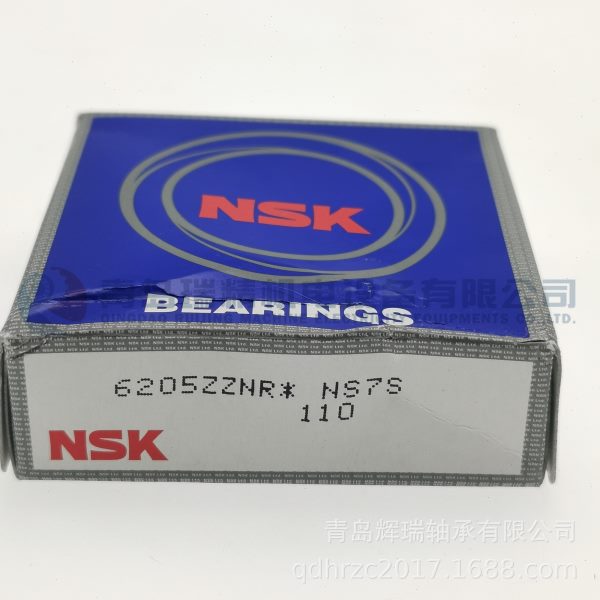 NSK
BEARINGS
6205ZZNR* NS7S
110
NSK
青岛辉瑞轴承有限公司
qdhrzc2017.1688.com